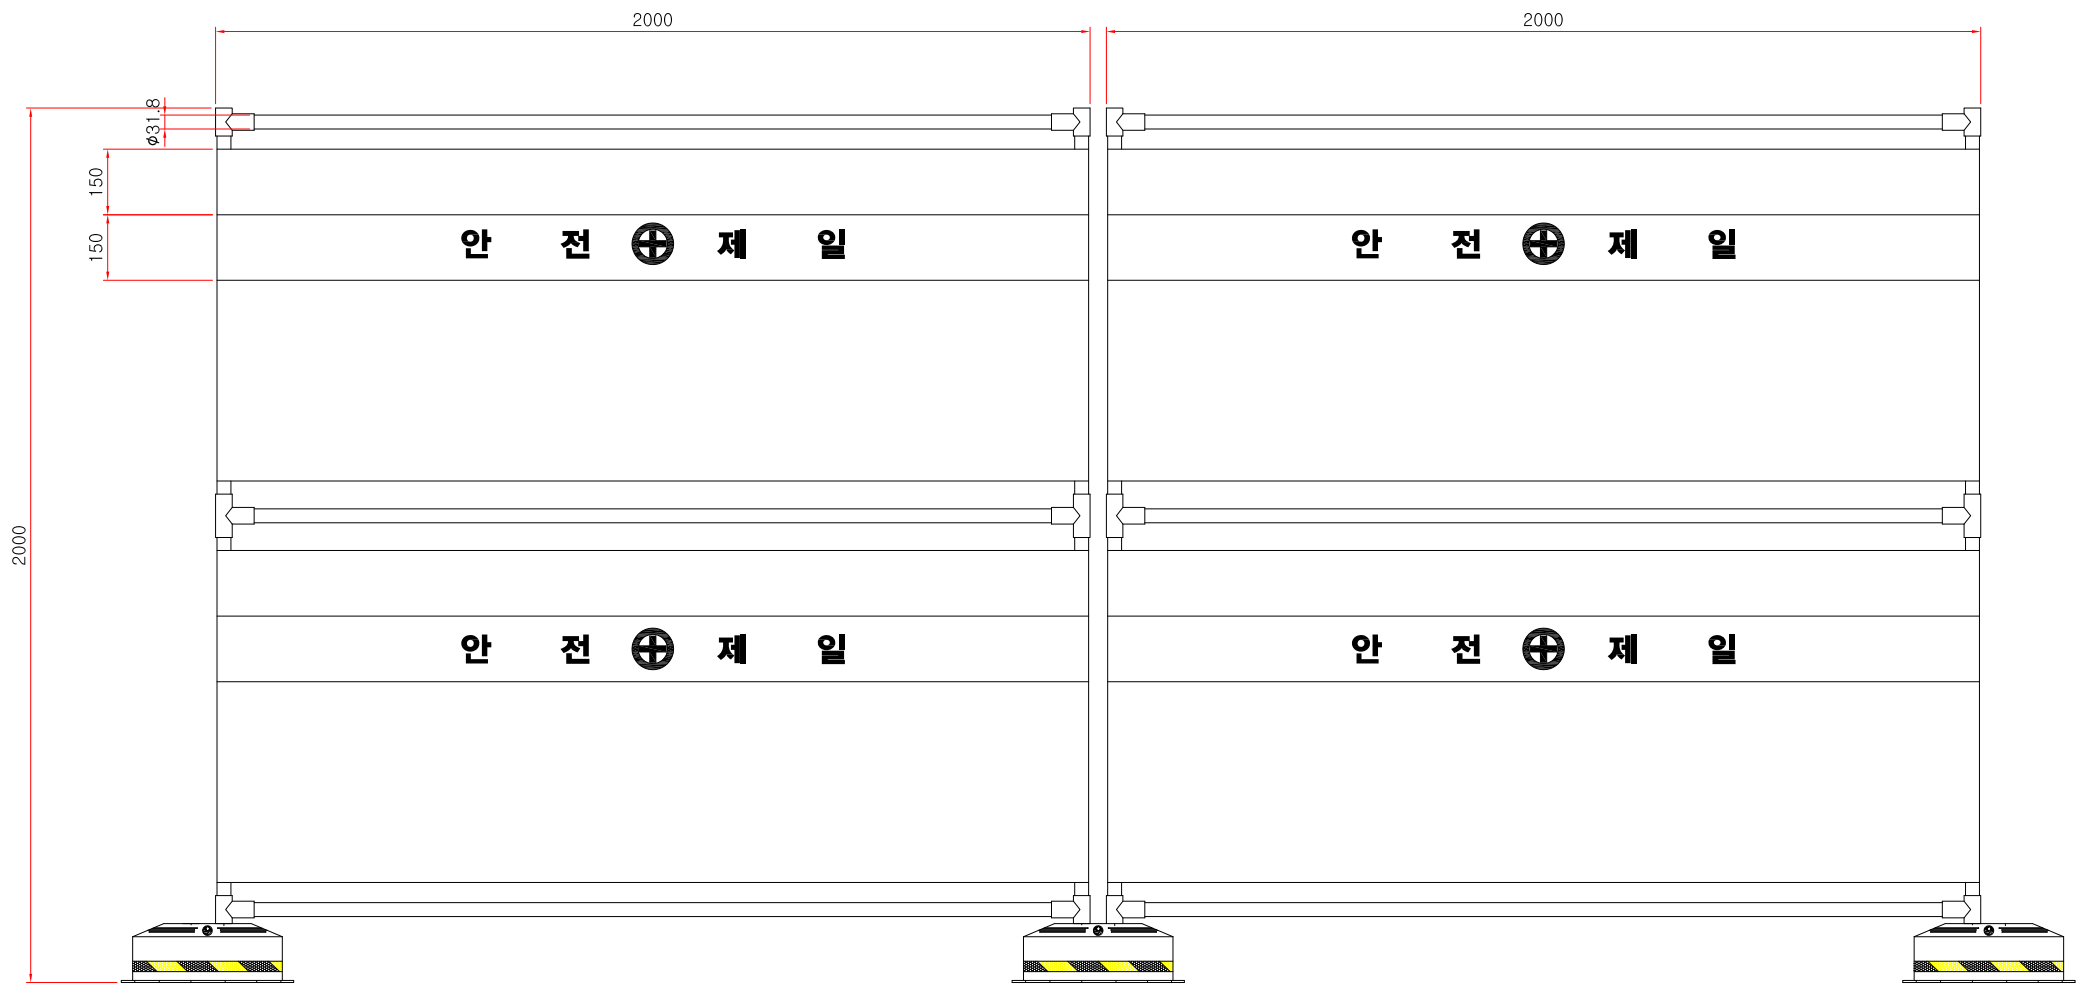 2000 2000
ø31.8
150
안 전 제 일 안 전 제 일
150
2000
안 전 제 일 안 전 제 일